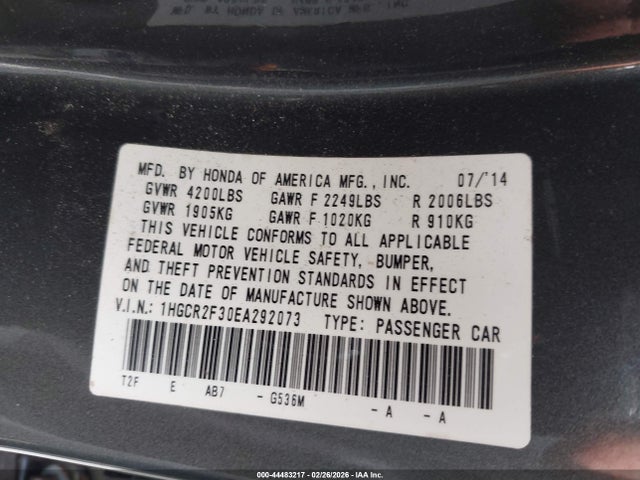 MFD. BY HONDA OF AMERICA MFG., INC. 07/'14
GVWR 4200LBS GAWR F 2249LBS R 2006LBS
GVWR 1905KG GAWR F 1020KG R 910KG
THIS VEHICLE CONFORMS TO ALL APPLICABLE
FEDERAL MOTOR VEHICLE SAFETY, BUMPER,
AND THEFT PREVENTION STANDARDS IN EFFECT
ON THE DATE OF MANUFACTURE SHOWN ABOVE.
V.I.N.: 1HGCR2F30EA292073 TYPE: PASSENGER CAR
T2F E AB7 - G536M - A - A
000-44483217 - 02/26/2026 - IAA Inc.